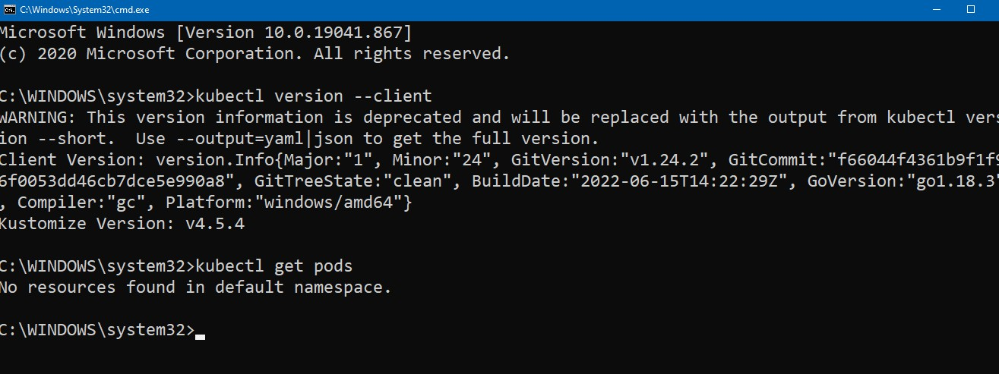 C:\Windows\System32\cmd.exe
Microsoft Windows [Version 10.0.19041.867]
(c) 2020 Microsoft Corporation. All rights reserved.
C:\WINDOWS\system32>kubectl version --client
WARNING: This version information is deprecated and will be replaced with the output from kubectl vers
ion --short.  Use --output=yaml|json to get the full version.
Client Version: version.Info{Major:"1", Minor:"24", GitVersion:"v1.24.2", GitCommit:"f66044f4361b9f1f9
6f0053dd46cb7dce5e990a8", GitTreeState:"clean", BuildDate:"2022-06-15T14:22:29Z", GoVersion:"go1.18.3"
, Compiler:"gc", Platform:"windows/amd64"}
Kustomize Version: v4.5.4
C:\WINDOWS\system32>kubectl get pods
No resources found in default namespace.
C:\WINDOWS\system32>